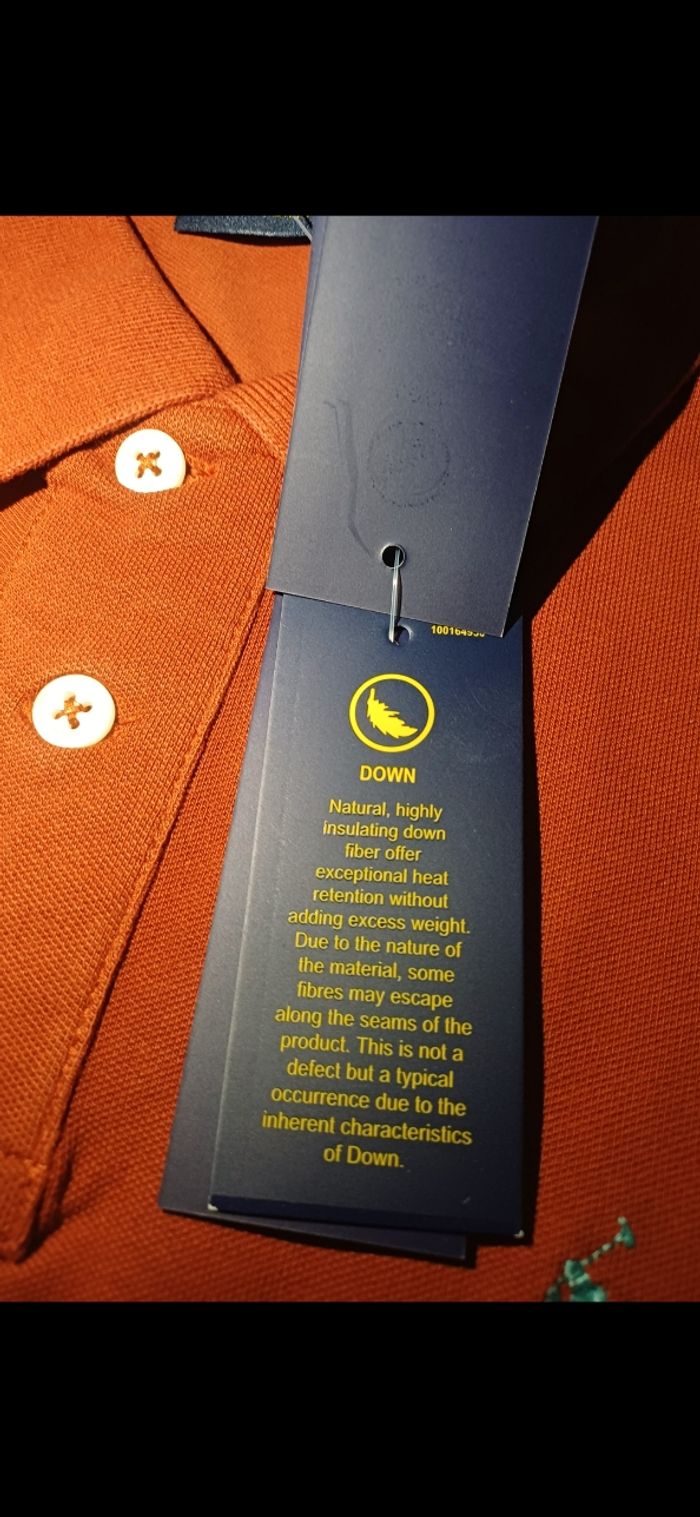 DOWN
Natural, highly
insulating down
fiber offer
exceptional heat
retention without
adding excess weight.
Due to the nature of
the material, some
fibres may escape
along the seams of the
product. This is not a
defect but a typical
occurrence due to the
inherent characteristics
of Down.